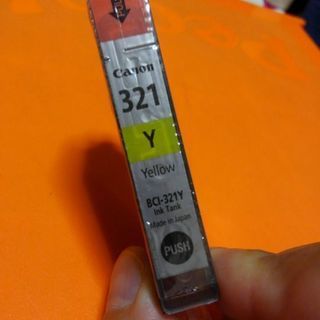 Canon
321
Y
Yellow
BCI-321Y
Ink Tank
Made in Japan
PUSH